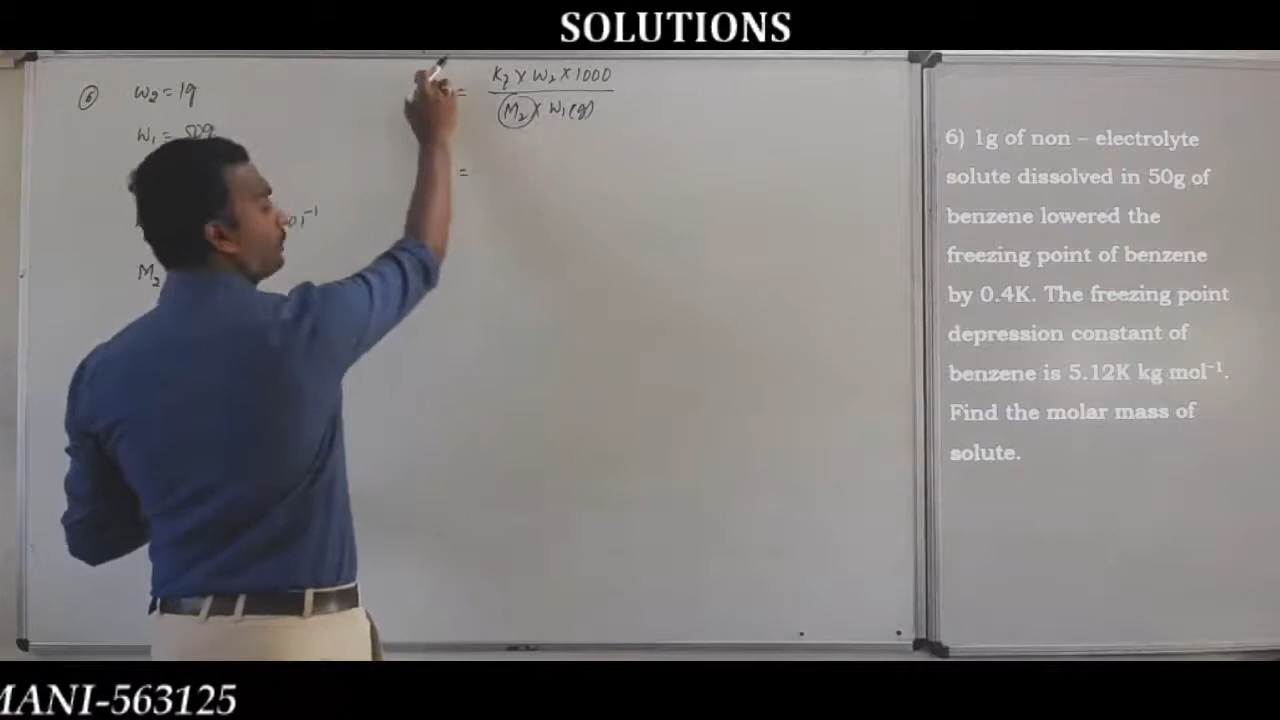 SOLUTIONS
6 w₂ = 1g
w₁ = 50g
M₂
= K_f × w₂ × 1000
M₂ × w₁(g)
=
6) 1g of non – electrolyte
solute dissolved in 50g of
benzene lowered the
freezing point of benzene
by 0.4K. The freezing point
depression constant of
benzene is 5.12K kg mol⁻¹.
Find the molar mass of
solute.
MANI-563125